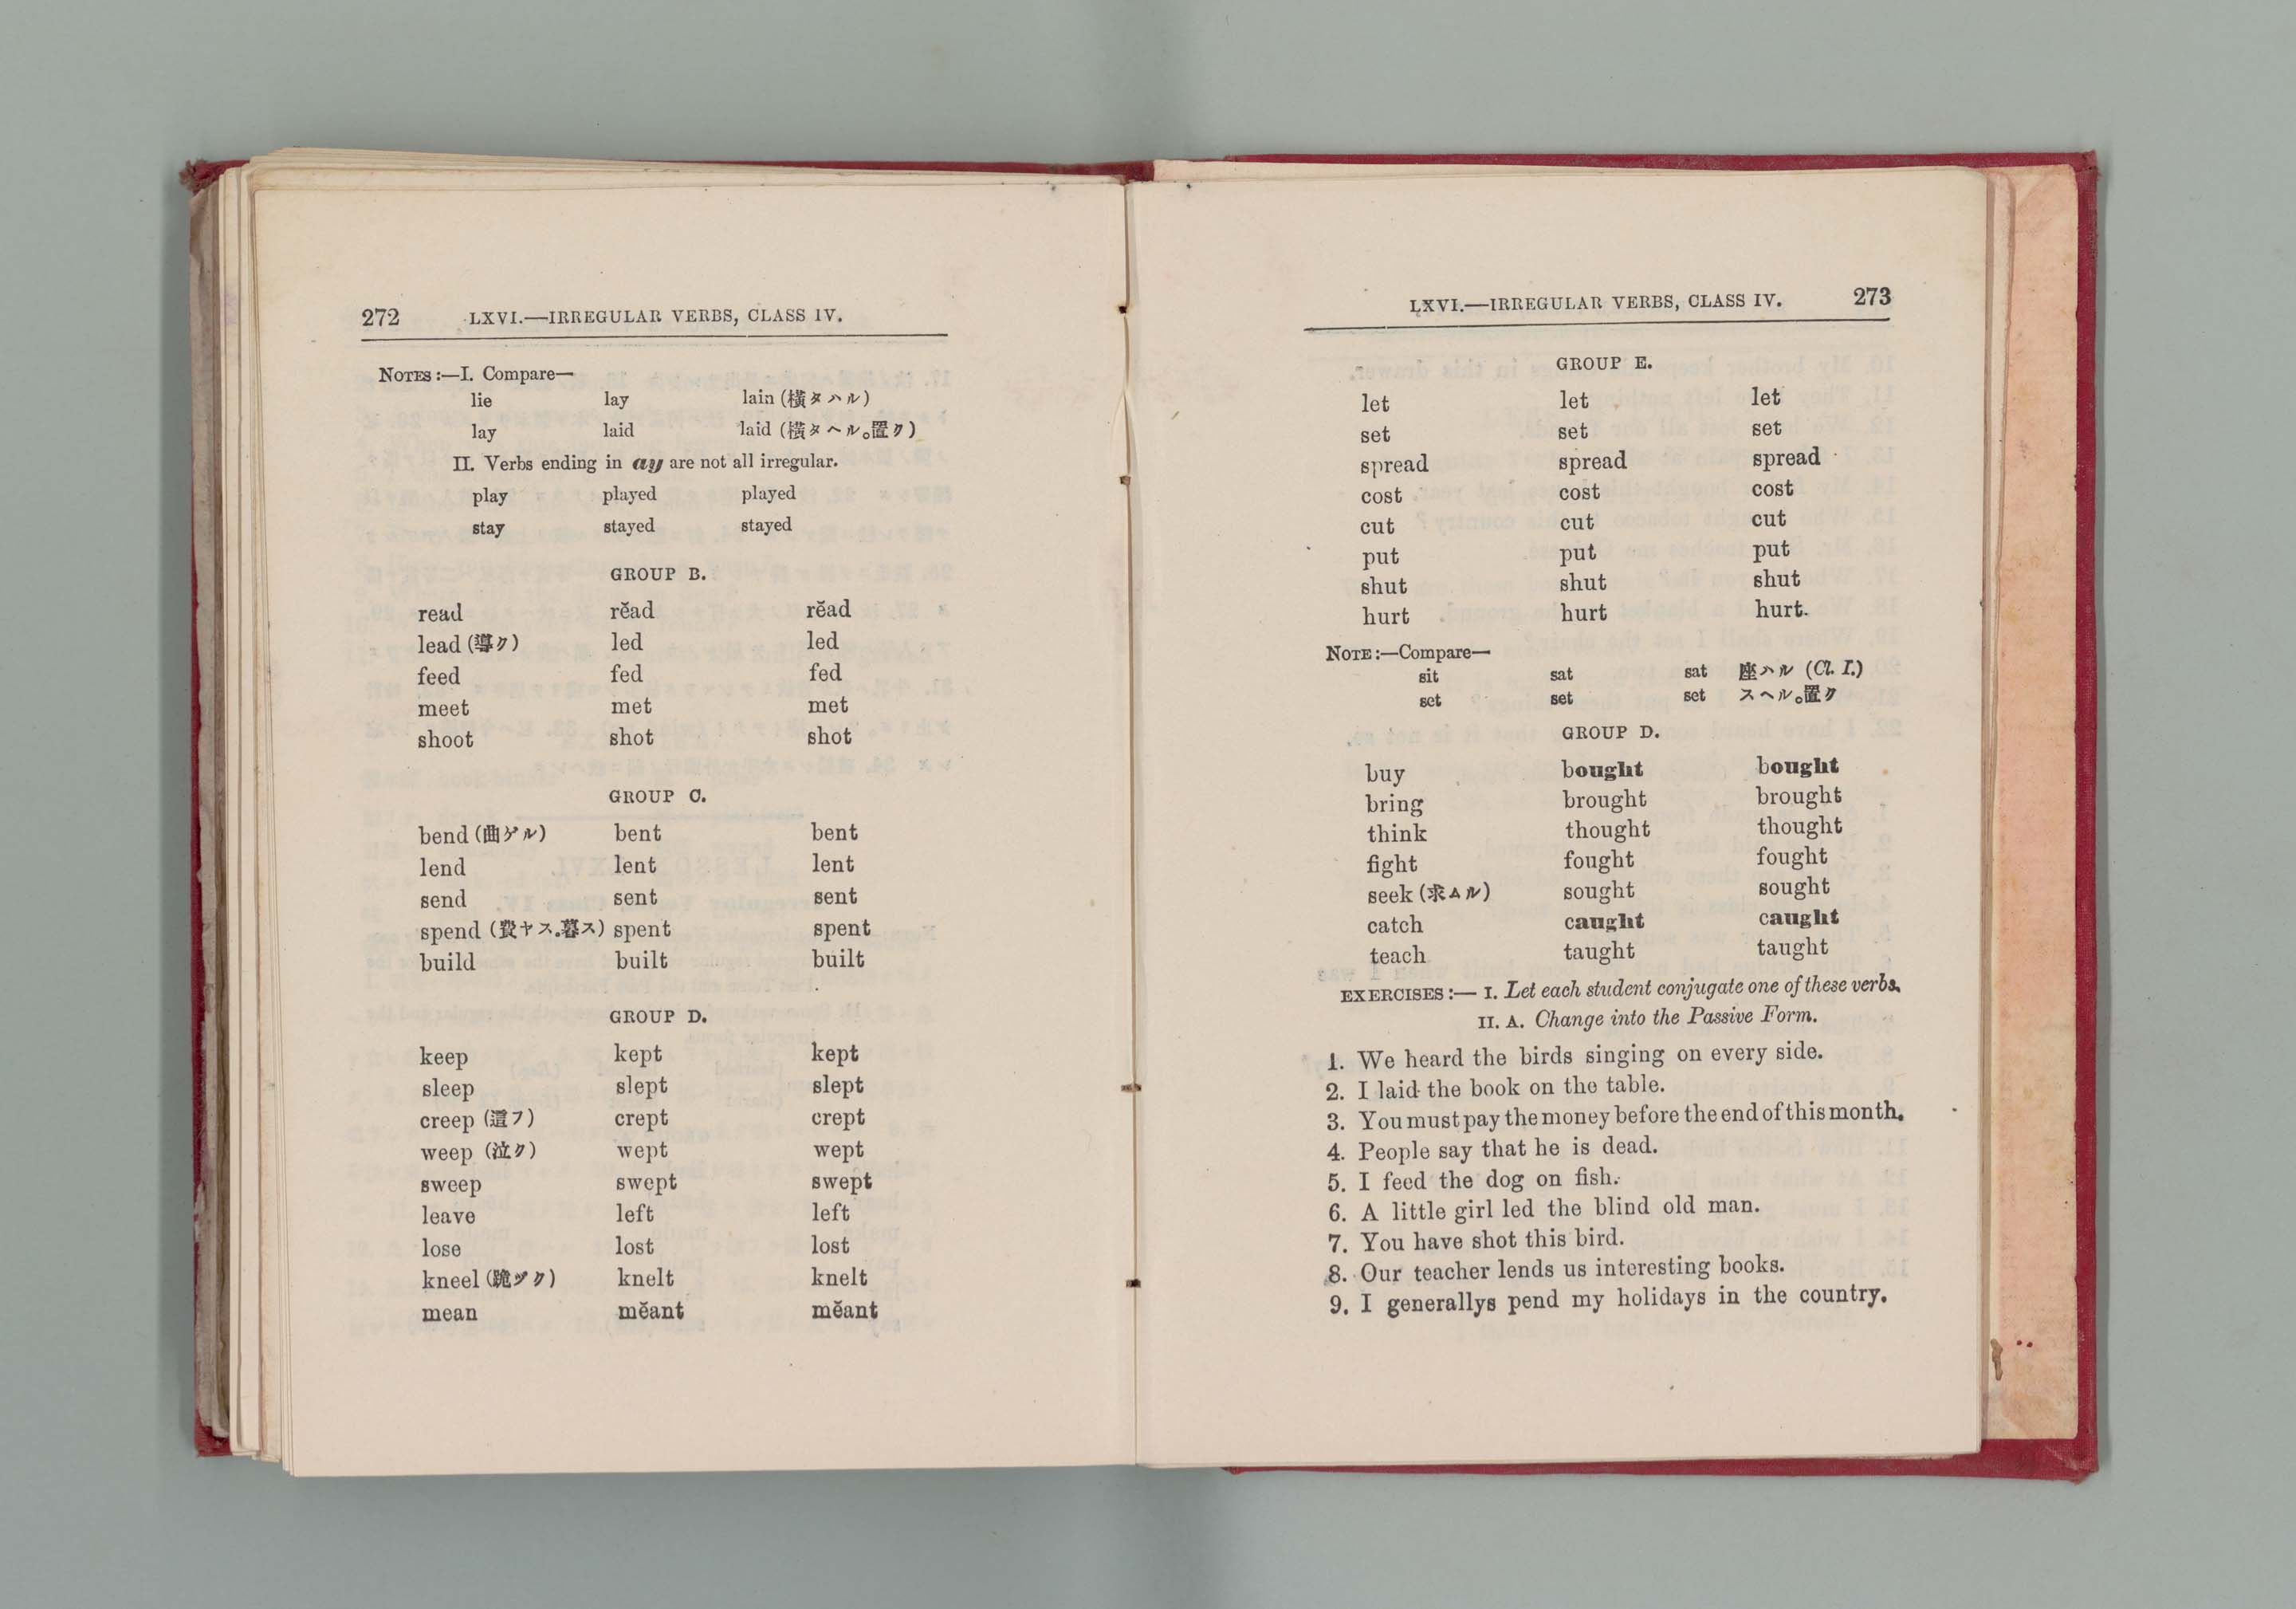 272 LXVI.—IRREGULAR VERBS, CLASS IV.
NOTES:—I. Compare—
lie lay lain (横タハル)
lay laid laid (横タヘル。置ク)
II. Verbs ending in ay are not all irregular.
play played played
stay stayed stayed
GROUP B.
read rĕad rĕad
lead (導ク) led led
feed fed fed
meet met met
shoot shot shot
GROUP C.
bend (曲ゲル) bent bent
lend lent lent
send sent sent
spend (費ヤス。暮ス) spent spent
build built built
GROUP D.
keep kept kept
sleep slept slept
creep (這フ) crept crept
weep (泣ク) wept wept
sweep swept swept
leave left left
lose lost lost
kneel (跪ヅク) knelt knelt
mean mĕant mĕant
LXVI.—IRREGULAR VERBS, CLASS IV. 273
GROUP E.
let let let
set set set
spread spread spread
cost cost cost
cut cut cut
put put put
shut shut shut
hurt hurt hurt.
NOTE:—Compare—
sit sat sat 座ハル (Cl. I.)
set set set スヘル。置ク
GROUP D.
buy bought bought
bring brought brought
think thought thought
fight fought fought
seek (求ムル) sought sought
catch caught caught
teach taught taught
EXERCISES:— I. Let each student conjugate one of these verbs.
II. A. Change into the Passive Form.
1. We heard the birds singing on every side.
2. I laid the book on the table.
3. You must pay the money before the end of this month.
4. People say that he is dead.
5. I feed the dog on fish.
6. A little girl led the blind old man.
7. You have shot this bird.
8. Our teacher lends us interesting books.
9. I generallys pend my holidays in the country.